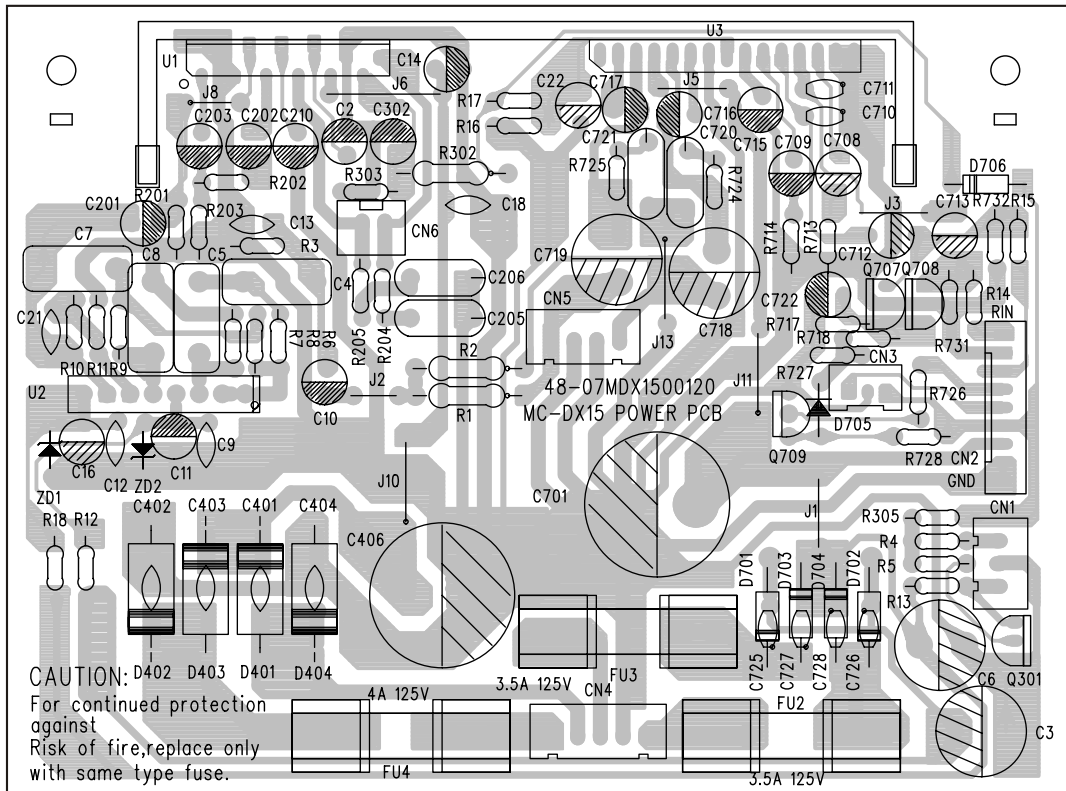 U3
U1
C14
J6
J8
C203
C202
C210
C2
C302
R17
R16
C22
C717
J5
C716
C721
C720
C715
C711
C710
C709
C708
R302
R303
R202
R725
R724
D706
R201
C201
R203
C13
R3
C18
CN6
C7
C8
C5
C719
R714
R713
J3
C713
R732
R15
C712
C4
C206
C205
CN5
C718
J13
Q707
Q708
C722
R717
R718
R14
RIN
R731
C21
R10
R11
R9
R7
R8
R6
R205
R204
R2
R1
J2
J11
R727
CN3
R726
48-07MDX1500120
MC-DX15 POWER PCB
U2
C10
D705
Q709
R728
CN2
GND
C16
C12
C11
C9
ZD1
ZD2
J10
C701
J1
CN1
R18
R12
C402
C403
C401
C404
C406
R305
R4
R5
R13
D701
D703
D704
D702
D402
D403
D401
D404
C725
C727
C728
C726
C6
Q301
C3
CAUTION:
For continued protection
against
Risk of fire,replace only
with same type fuse.
4A 125V
3.5A 125V
FU3
CN4
FU2
FU4
3.5A 125V